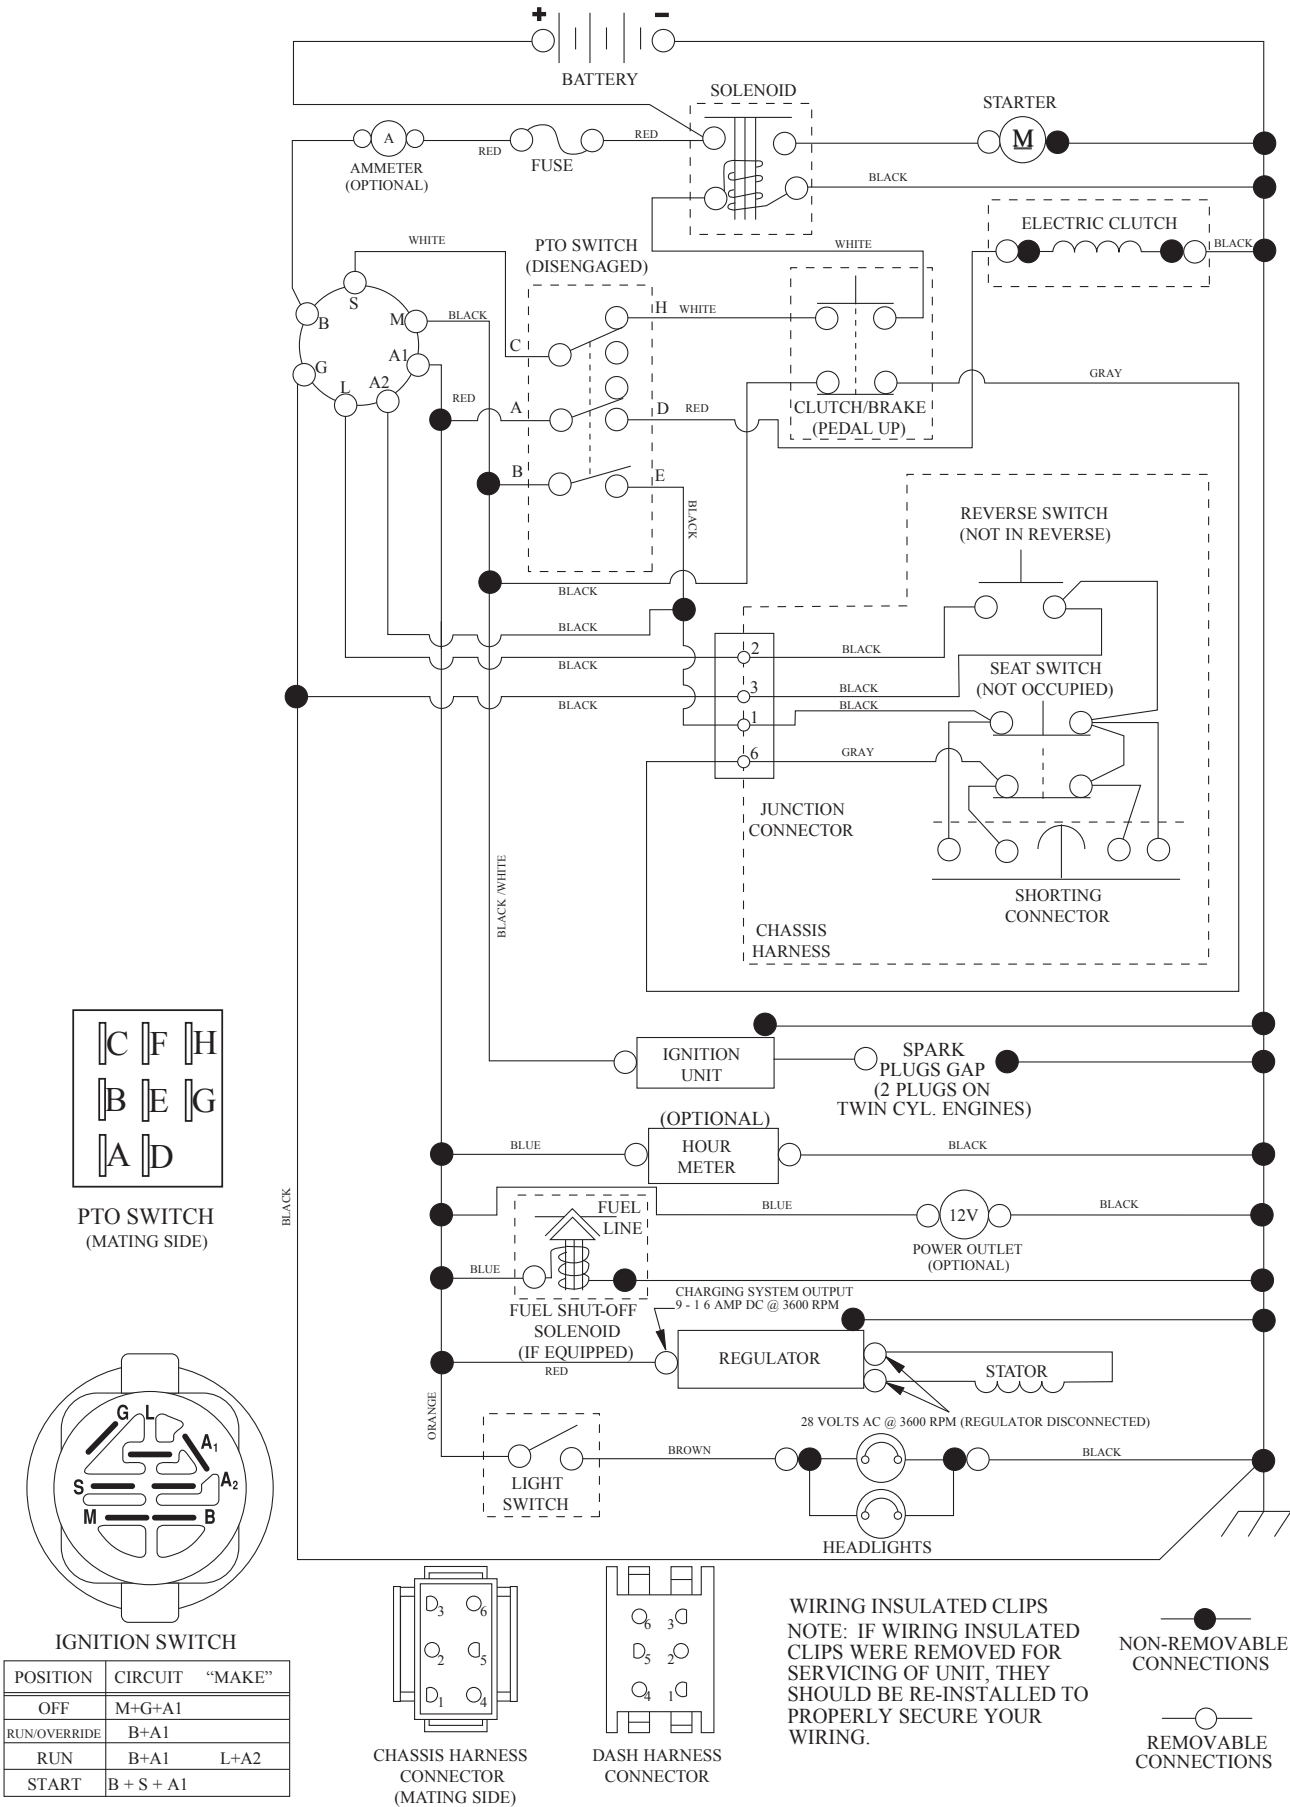 + –
BATTERY
SOLENOID
STARTER
A
M
AMMETER
(OPTIONAL)
RED
FUSE
RED
BLACK
WHITE
PTO SWITCH
(DISENGAGED)
WHITE
ELECTRIC CLUTCH
BLACK
S
B
M
BLACK
G
A1
L
A2
H
WHITE
C
RED
A
D
RED
CLUTCH/BRAKE
(PEDAL UP)
GRAY
B
E
BLACK
REVERSE SWITCH
(NOT IN REVERSE)
BLACK
BLACK
2
BLACK
BLACK
SEAT SWITCH
(NOT OCCUPIED)
3
BLACK
BLACK
1
BLACK
6
GRAY
JUNCTION
CONNECTOR
SHORTING
CONNECTOR
BLACK /WHITE
CHASSIS
HARNESS
C F H
B E G
A D
PTO SWITCH
(MATING SIDE)
IGNITION
UNIT
SPARK
PLUGS GAP
(2 PLUGS ON
TWIN CYL. ENGINES)
(OPTIONAL)
BLUE
HOUR
METER
BLACK
BLACK
FUEL
LINE
BLUE
12V
BLACK
POWER OUTLET
(OPTIONAL)
BLUE
FUEL SHUT-OFF
SOLENOID
(IF EQUIPPED)
CHARGING SYSTEM OUTPUT
9 - 1 6 AMP DC @ 3600 RPM
RED
REGULATOR
STATOR
28 VOLTS AC @ 3600 RPM (REGULATOR DISCONNECTED)
ORANGE
LIGHT
SWITCH
BROWN
BLACK
HEADLIGHTS
G L
A1
S
A2
M
B
IGNITION SWITCH
POSITION CIRCUIT “MAKE”
OFF M+G+A1
RUN/OVERRIDE B+A1
RUN B+A1 L+A2
START B + S + A1
3 6
2 5
1 4
CHASSIS HARNESS
CONNECTOR
(MATING SIDE)
6 3
5 2
4 1
DASH HARNESS
CONNECTOR
WIRING INSULATED CLIPS
NOTE: IF WIRING INSULATED
CLIPS WERE REMOVED FOR
SERVICING OF UNIT, THEY
SHOULD BE RE-INSTALLED TO
PROPERLY SECURE YOUR
WIRING.
NON-REMOVABLE
CONNECTIONS
REMOVABLE
CONNECTIONS